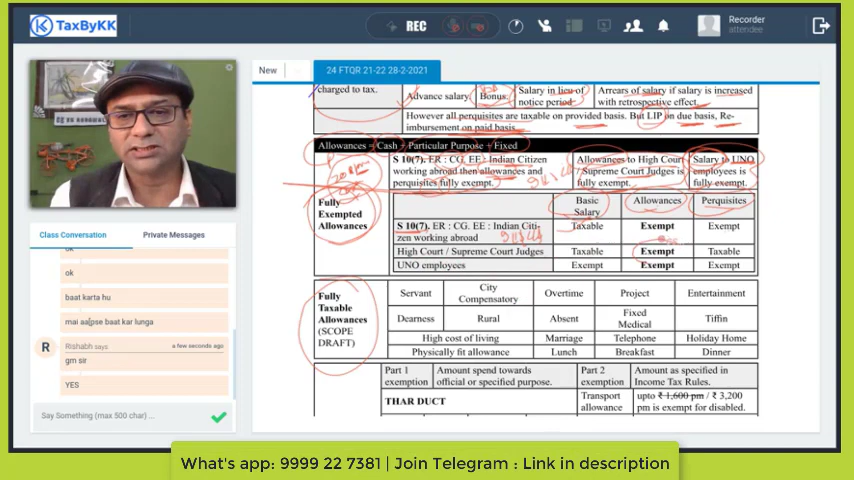 TaxByKK
REC
Recorder
attendee
New
24 FTQR 21-22 28-2-2021
Class Conversation
Private Messages
ok
ok
baat karta hu
mai aapse baat kar lunga
R
Rishabh says
a few seconds ago
gm sir
YES
Say Something (max 500 char) ...
charged to tax.
Advance salary.
Bonus.
Salary in lieu of
notice period
Arrears of salary if salary is increased
with retrospective effect.
However all perquisites are taxable on provided basis. But LIP on due basis, Re-
imbursement on paid basis.
Allowances = Cash + Particular Purpose + Fixed
Fully
Exempted
Allowances
S 10(7). ER : CG, EE : Indian Citizen
working abroad then allowances and
perquisites fully exempt.
Allowances to High Court
/ Supreme Court Judges is
fully exempt.
Salary to UNO
employees is
fully exempt.
Basic
Salary
Allowances
Perquisites
S 10(7). ER : CG. EE : Indian Citi-
zen working abroad
Taxable
Exempt
Exempt
High Court / Supreme Court Judges
Taxable
Exempt
Taxable
UNO employees
Exempt
Exempt
Exempt
Fully
Taxable
Allowances
(SCOPE
DRAFT)
Servant
City
Compensatory
Overtime
Project
Entertainment
Dearness
Rural
Absent
Fixed
Medical
Tiffin
High cost of living
Marriage
Telephone
Holiday Home
Physically fit allowance
Lunch
Breakfast
Dinner
Part 1
exemption
Amount spend towards
official or specified purpose.
Part 2
exemption
Amount as specified in
Income Tax Rules.
THAR DUCT
Transport
allowance
upto ₹ 1,600 pm / ₹ 3,200
pm is exempt for disabled.
What's app: 9999 22 7381 | Join Telegram : Link in description